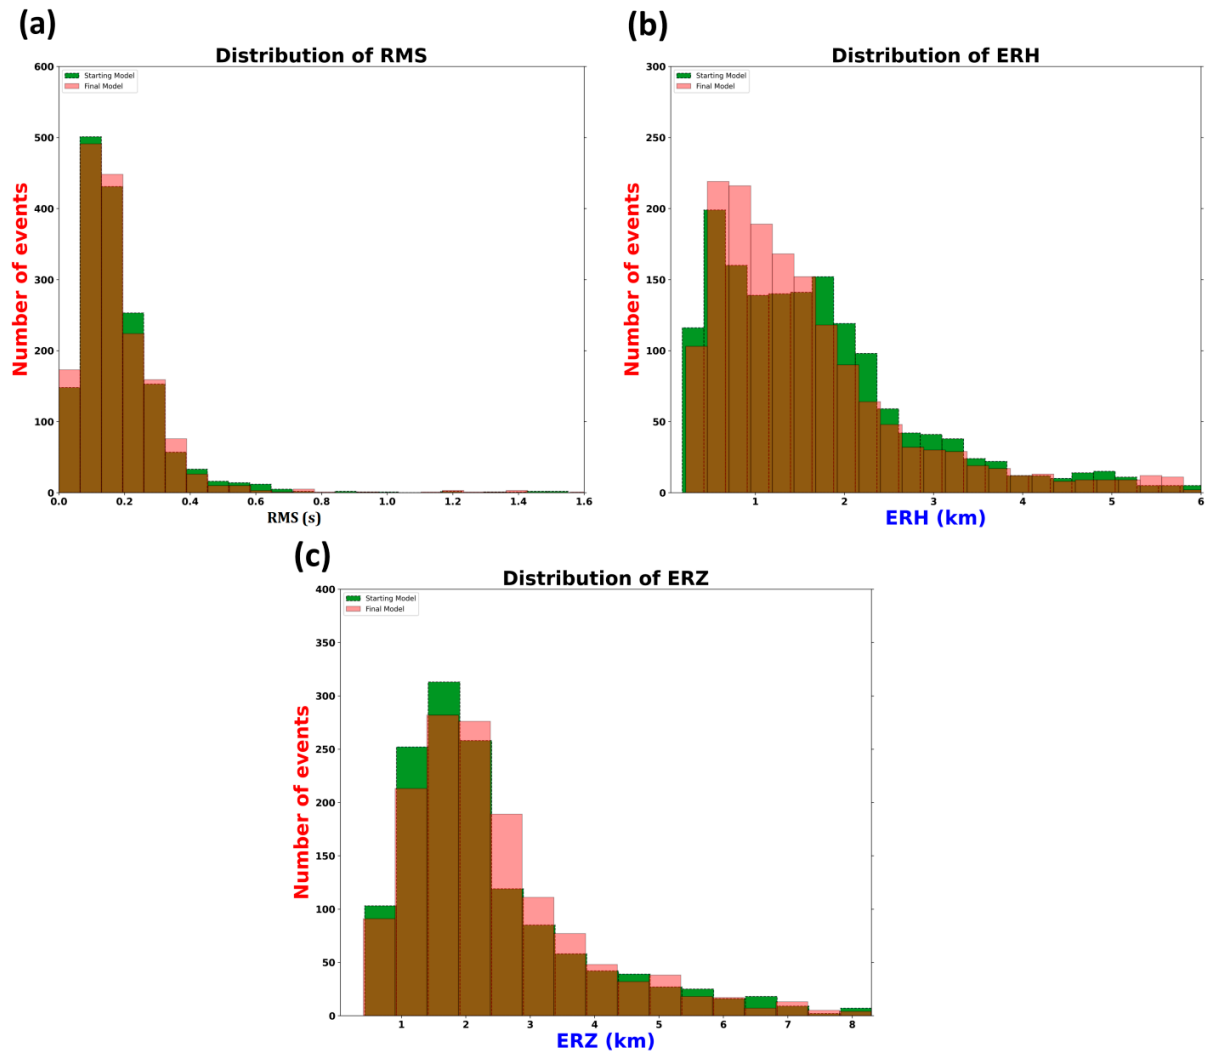 (a)
Distribution of RMS
600
500
400
300
200
100
0
Number of events
Starting Model
Final Model
0.0 0.2 0.4 0.6 0.8 1.0 1.2 1.4 1.6
RMS (s)
(b)
Distribution of ERH
300
250
200
150
100
50
0
Number of events
Starting Model
Final Model
1 2 3 4 5 6
ERH (km)
(c)
Distribution of ERZ
400
350
300
250
200
150
100
50
0
Number of events
Starting Model
Final Model
1 2 3 4 5 6 7 8
ERZ (km)